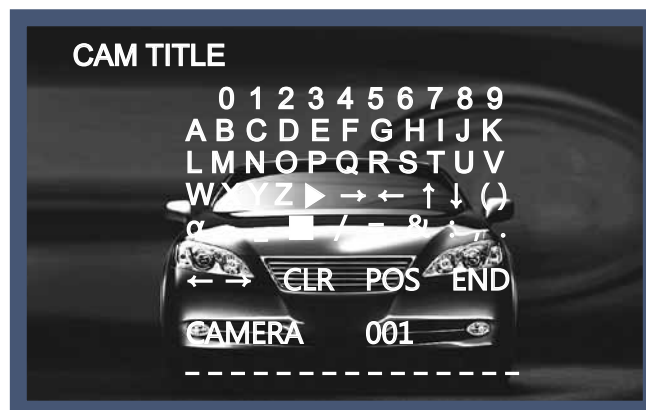 CAM TITLE
0 1 2 3 4 5 6 7 8 9
A B C D E F G H I J K
L M N O P Q R S T U V
W X Y Z ▶ → ← ↑ ↓ ( )
α – _ ■ / = & : , .
← → CLR POS END
CAMERA 001
_ _ _ _ _ _ _ _ _ _ _ _ _ _ _